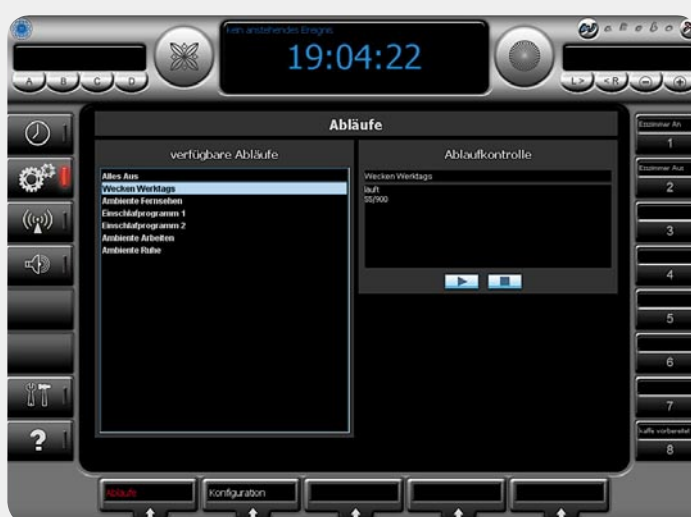 kein anstehendes Ereignis
19:04:22
A B C D
L> <R
Abläufe
verfügbare Abläufe
Alles Aus
Wecken Werktags
Ambiente Fernsehen
Einschlafprogramm 1
Einschlafprogramm 2
Ambiente Arbeiten
Ambiente Ruhe
Ablaufkontrolle
Wecken Werktags
läuft
55/900
Esszimmer An
1
Esszimmer Aus
2
3
4
5
6
7
kaffe vorbereitet
8
?
Abläufe
Konfiguration